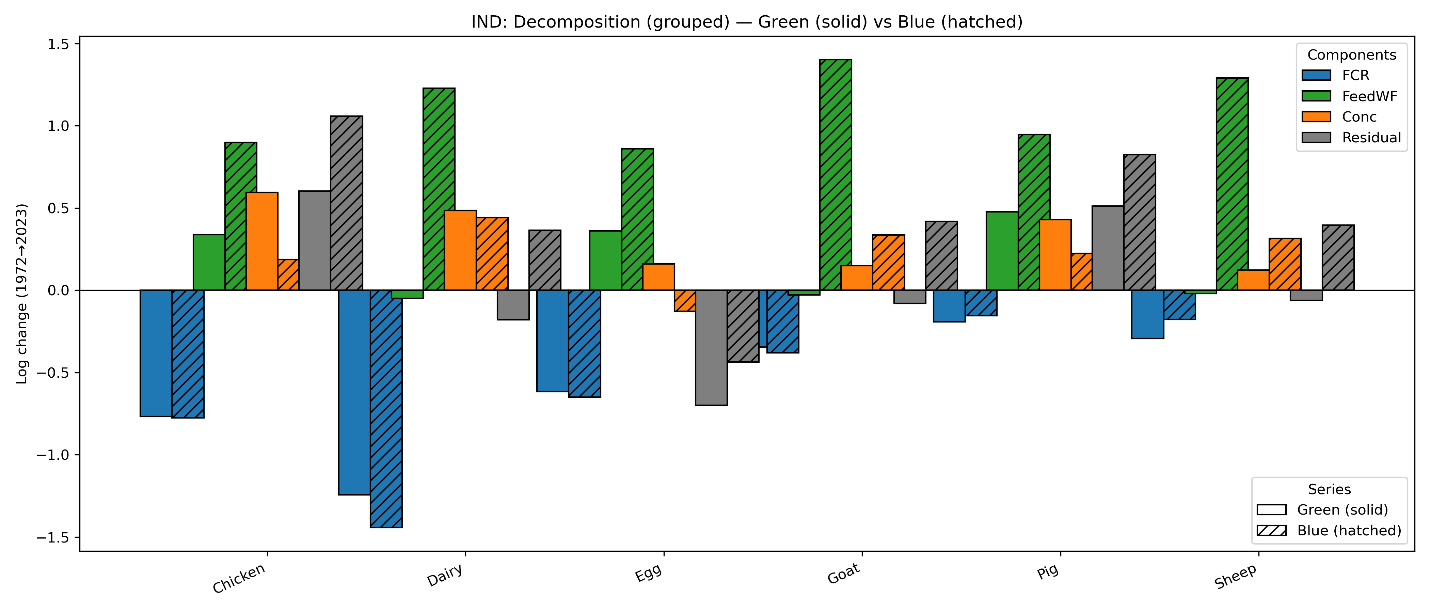 IND: Decomposition (grouped) — Green (solid) vs Blue (hatched)
Log change (1972→2023)
1.5
1.0
0.5
0.0
−0.5
−1.0
−1.5
Components
FCR
FeedWF
Conc
Residual
Series
Green (solid)
Blue (hatched)
Chicken
Dairy
Egg
Goat
Pig
Sheep